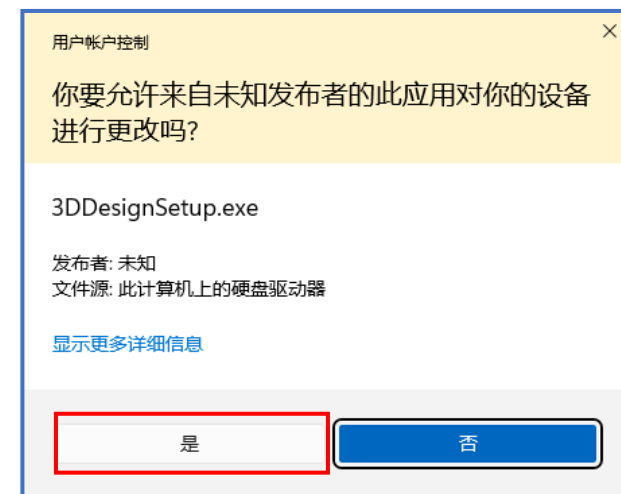 用户帐户控制
你要允许来自未知发布者的此应用对你的设备
进行更改吗?
3DDesignSetup.exe
发布者: 未知
文件源: 此计算机上的硬盘驱动器
显示更多详细信息
是
否